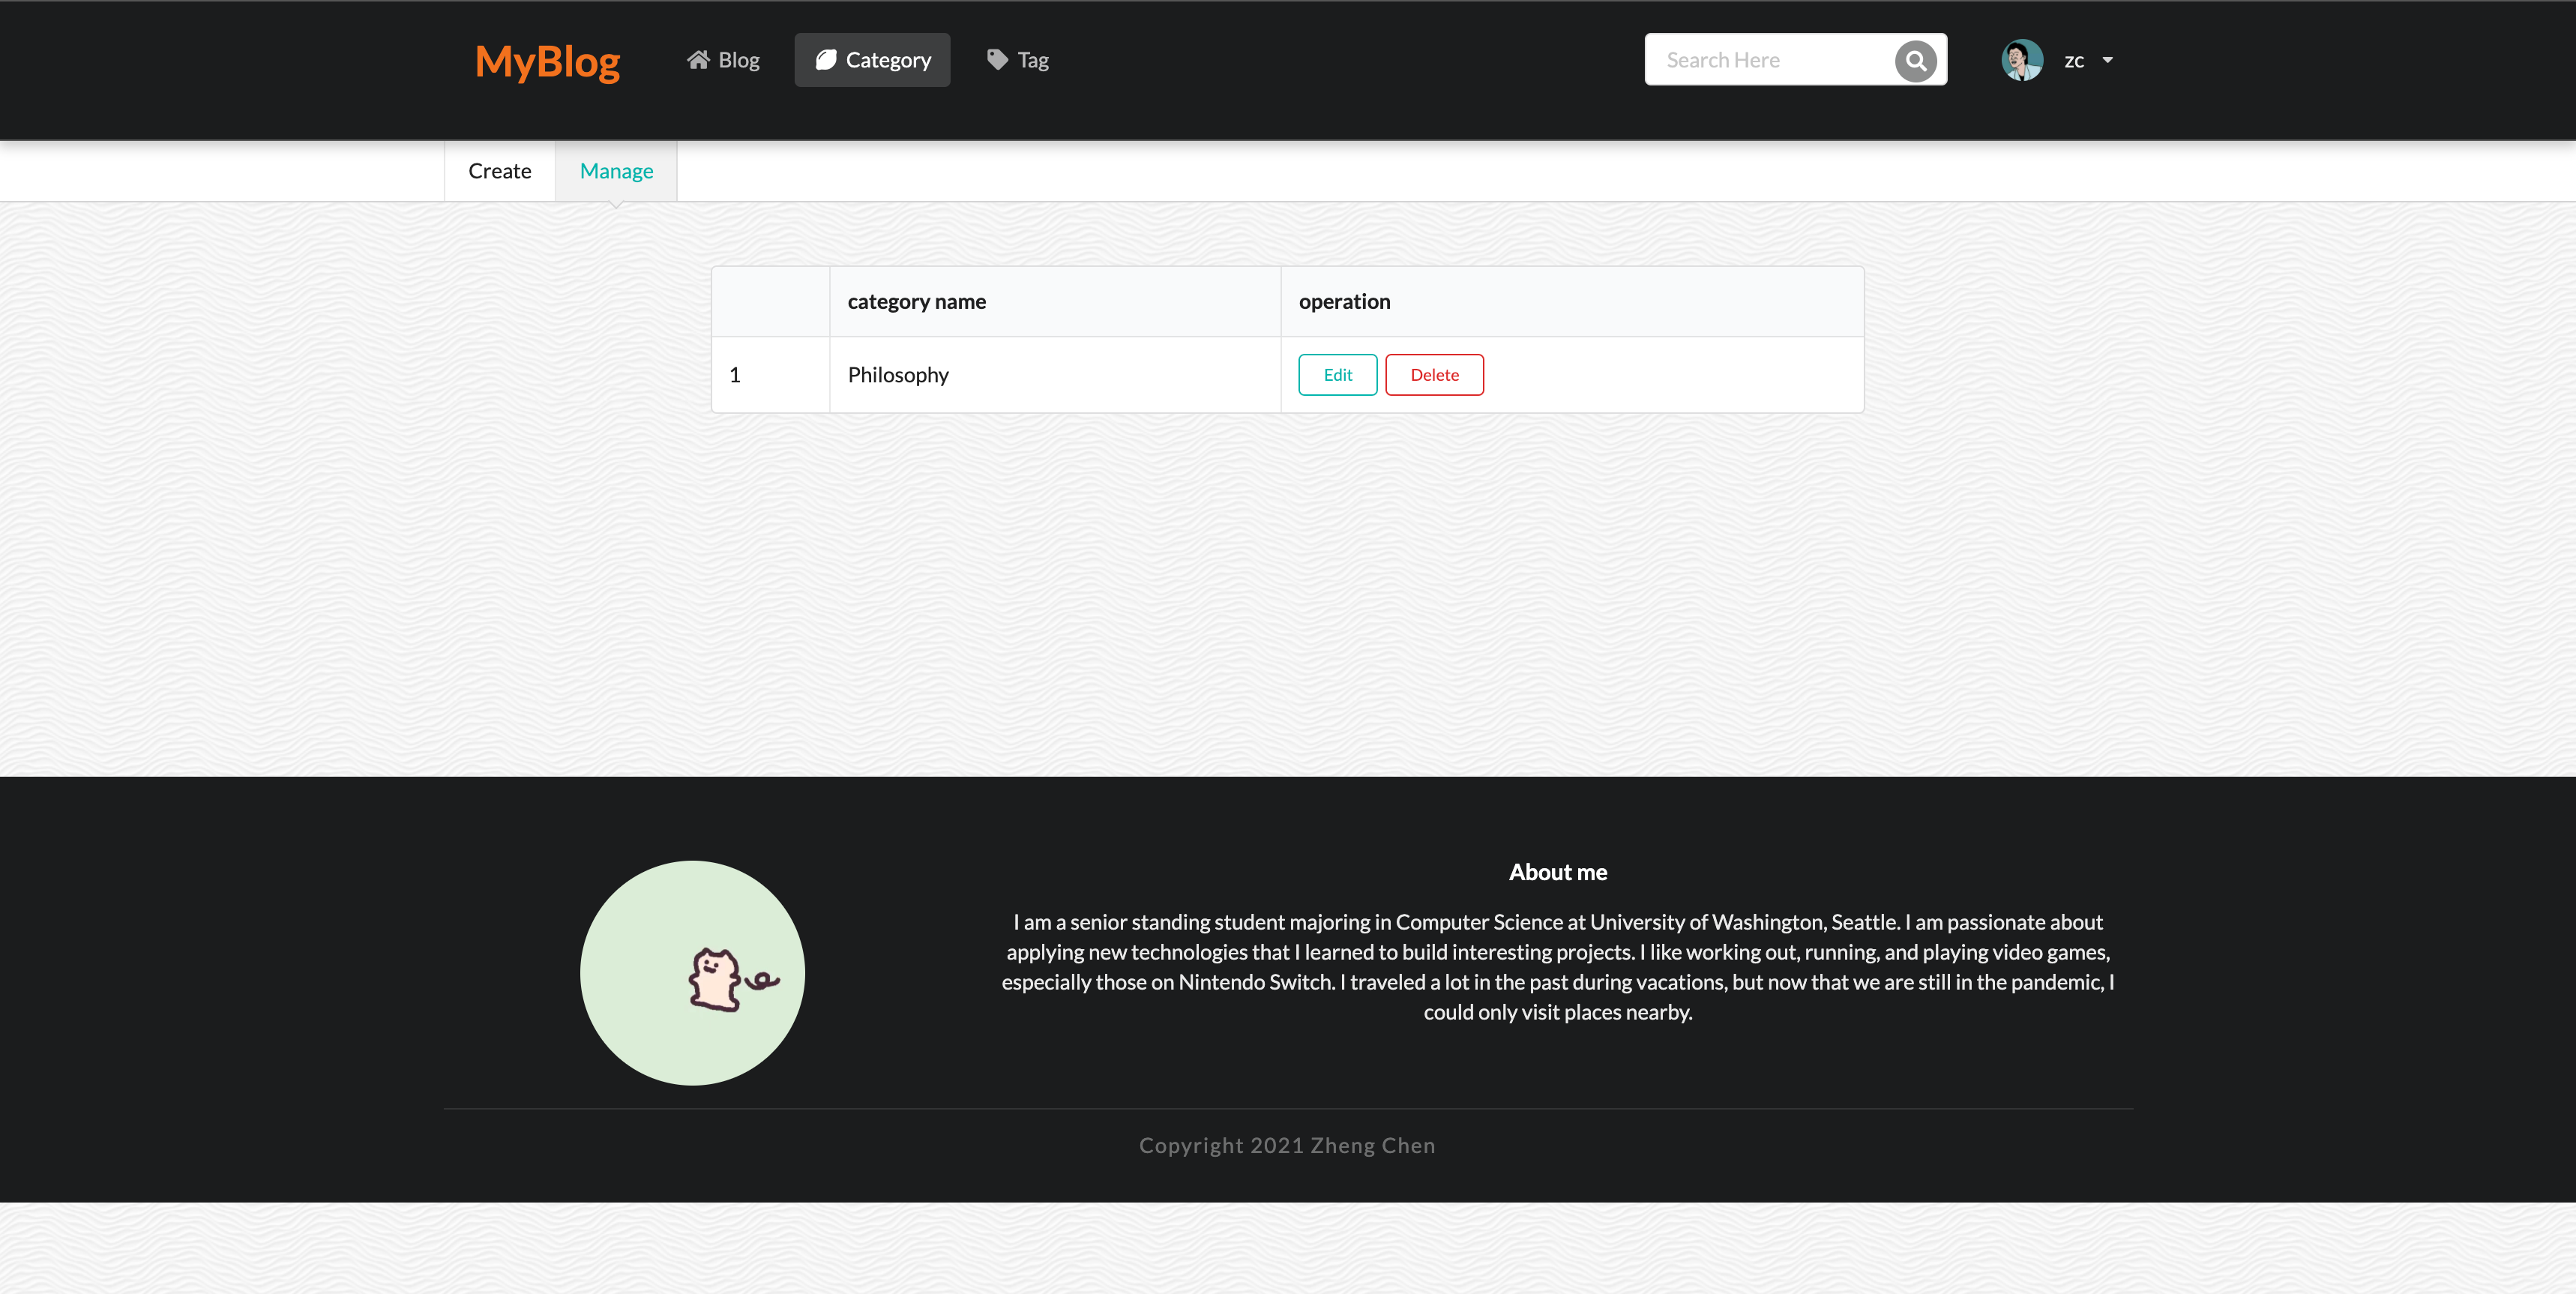 MyBlog
Blog
Category
Tag
Search Here
zc
Create
Manage
category name
operation
1
Philosophy
Edit
Delete
About me
I am a senior standing student majoring in Computer Science at University of Washington, Seattle. I am passionate about
applying new technologies that I learned to build interesting projects. I like working out, running, and playing video games,
especially those on Nintendo Switch. I traveled a lot in the past during vacations, but now that we are still in the pandemic, I
could only visit places nearby.
Copyright 2021 Zheng Chen